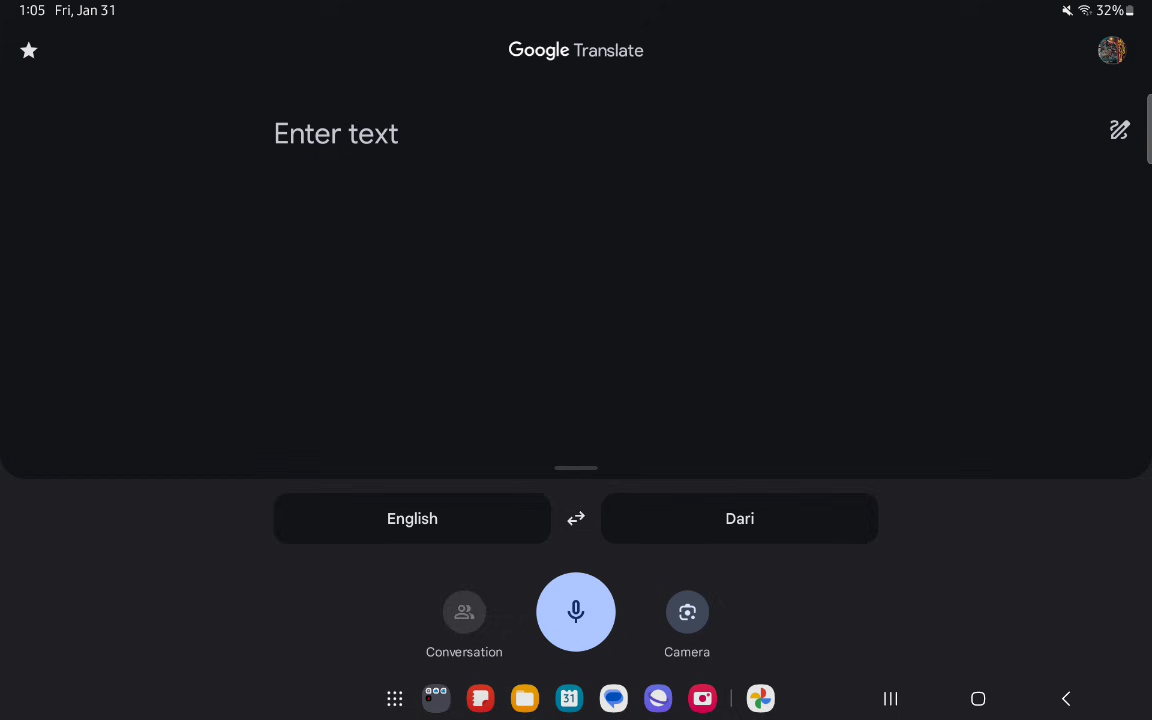 1:05 Fri, Jan 31 32%
Google Translate
Enter text
English Dari
Conversation Camera
31